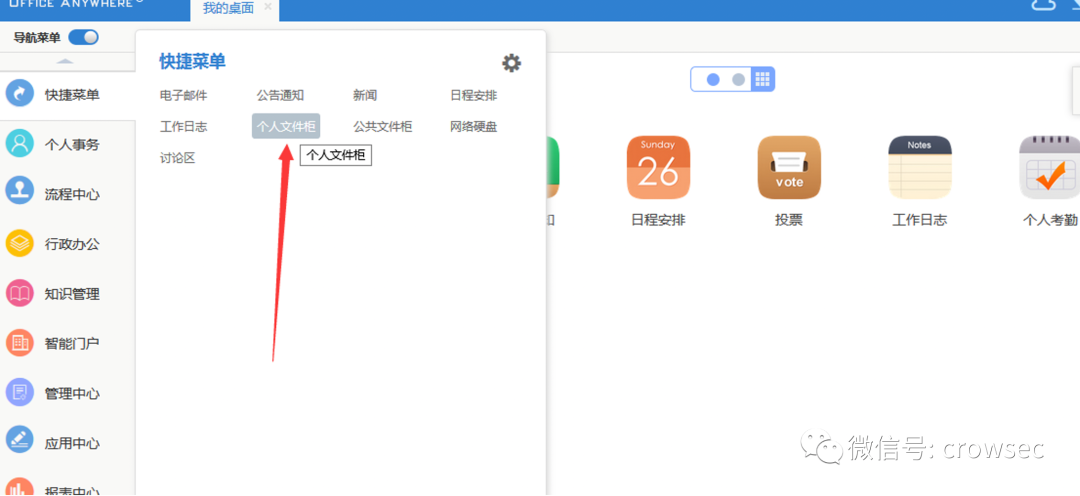 OFFICE ANYWHERE
我的桌面
导航菜单
快捷菜单
个人事务
流程中心
行政办公
知识管理
智能门户
管理中心
应用中心
报表中心
快捷菜单
电子邮件 公告通知 新闻 日程安排
工作日志 个人文件柜 公共文件柜 网络硬盘
讨论区
个人文件柜
Sunday
26
日程安排
vote
投票
Notes
工作日志
个人考勤
微信号: crowsec